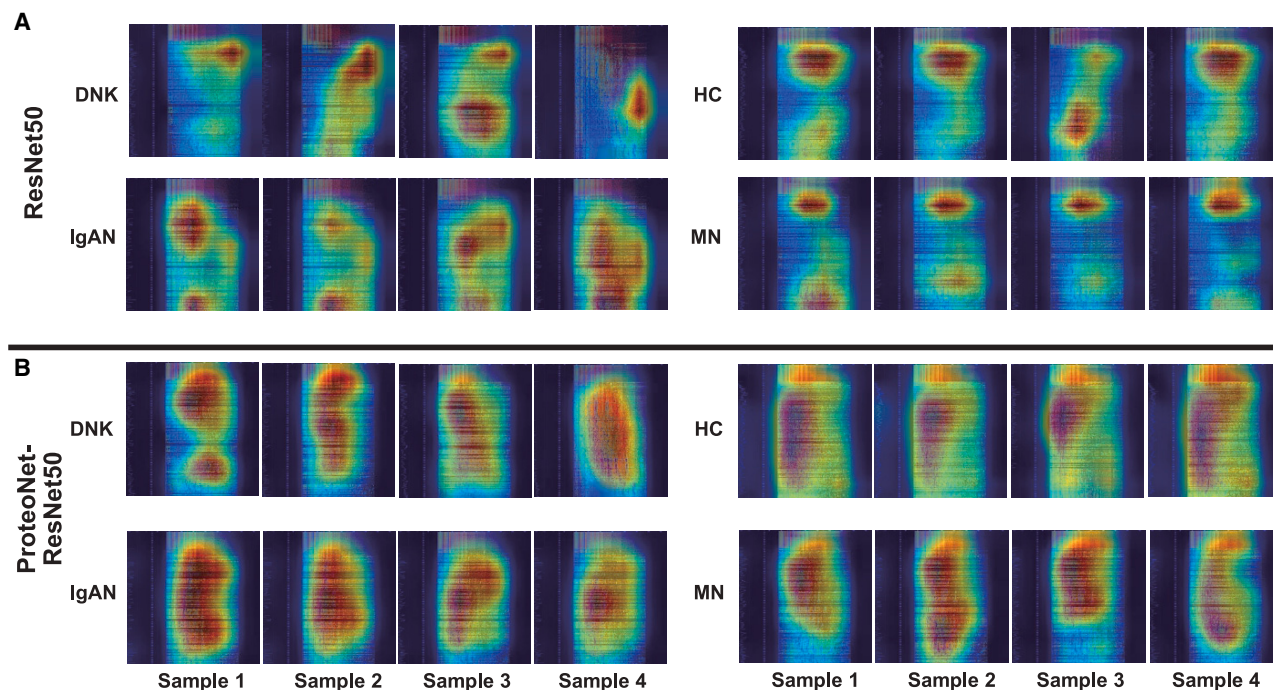 A
ResNet50
DNK
HC
IgAN
MN
B
ProteoNet-
ResNet50
DNK
HC
IgAN
MN
Sample 1
Sample 2
Sample 3
Sample 4
Sample 1
Sample 2
Sample 3
Sample 4